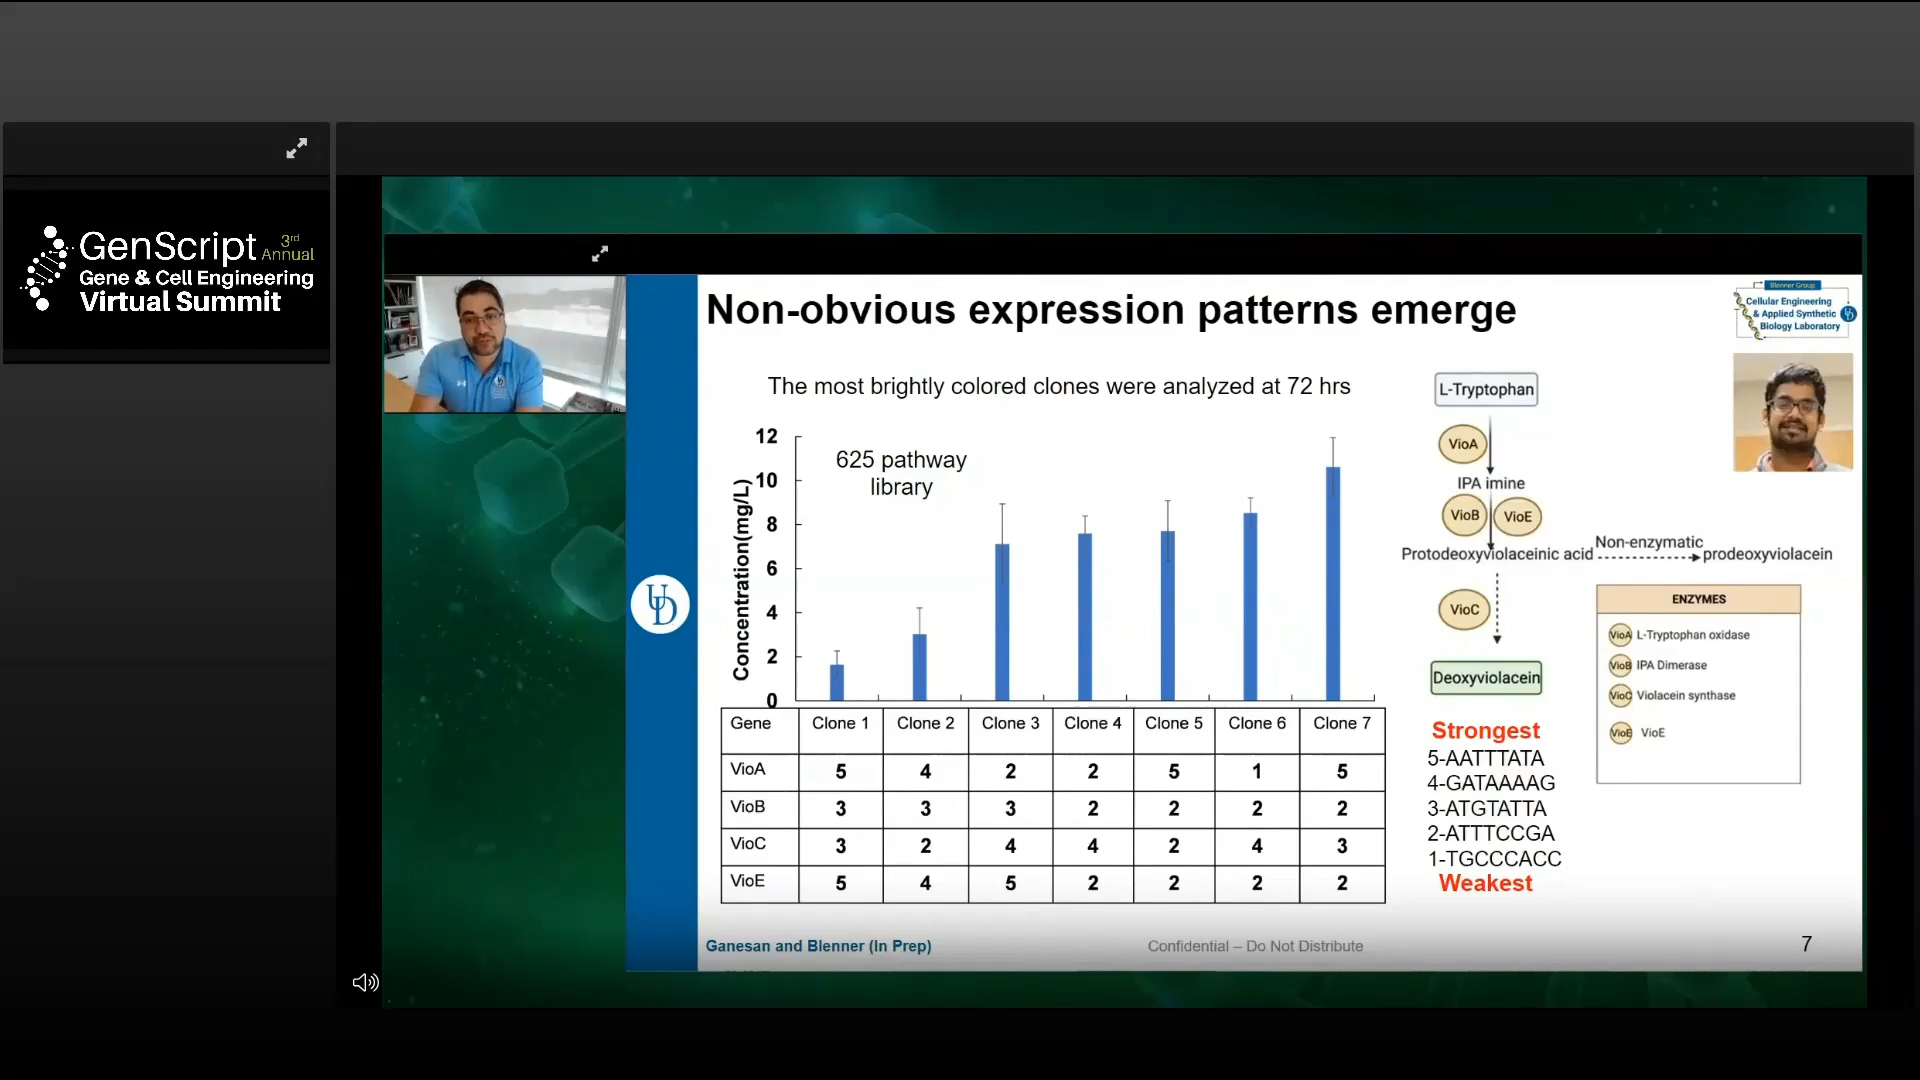 GenScript 3rd Annual
Gene & Cell Engineering
Virtual Summit
Non-obvious expression patterns emerge
Blenner Group
Cellular Engineering
& Applied Synthetic
Biology Laboratory
UD
The most brightly colored clones were analyzed at 72 hrs
625 pathway
library
Concentration(mg/L)
12
10
8
6
4
2
0
Gene Clone 1 Clone 2 Clone 3 Clone 4 Clone 5 Clone 6 Clone 7
VioA 5 4 2 2 5 1 5
VioB 3 3 3 2 2 2 2
VioC 3 2 4 4 2 4 3
VioE 5 4 5 2 2 2 2
L-Tryptophan
VioA
IPA imine
VioB VioE
Protodeoxyviolaceinic acid Non-enzymatic prodeoxyviolacein
VioC
Deoxyviolacein
ENZYMES
VioA L-Tryptophan oxidase
VioB IPA Dimerase
VioC Violacein synthase
VioE VioE
Strongest
5-AATTTATA
4-GATAAAAG
3-ATGTATTA
2-ATTTCCGA
1-TGCCCACC
Weakest
UD
Ganesan and Blenner (In Prep)
Confidential – Do Not Distribute
7